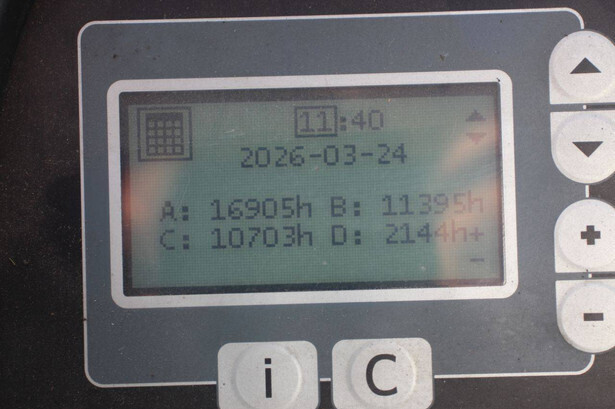 11:40
2026-03-24
A: 16905h B: 11395h
C: 10703h D: 2144h+
-
+
-
i C